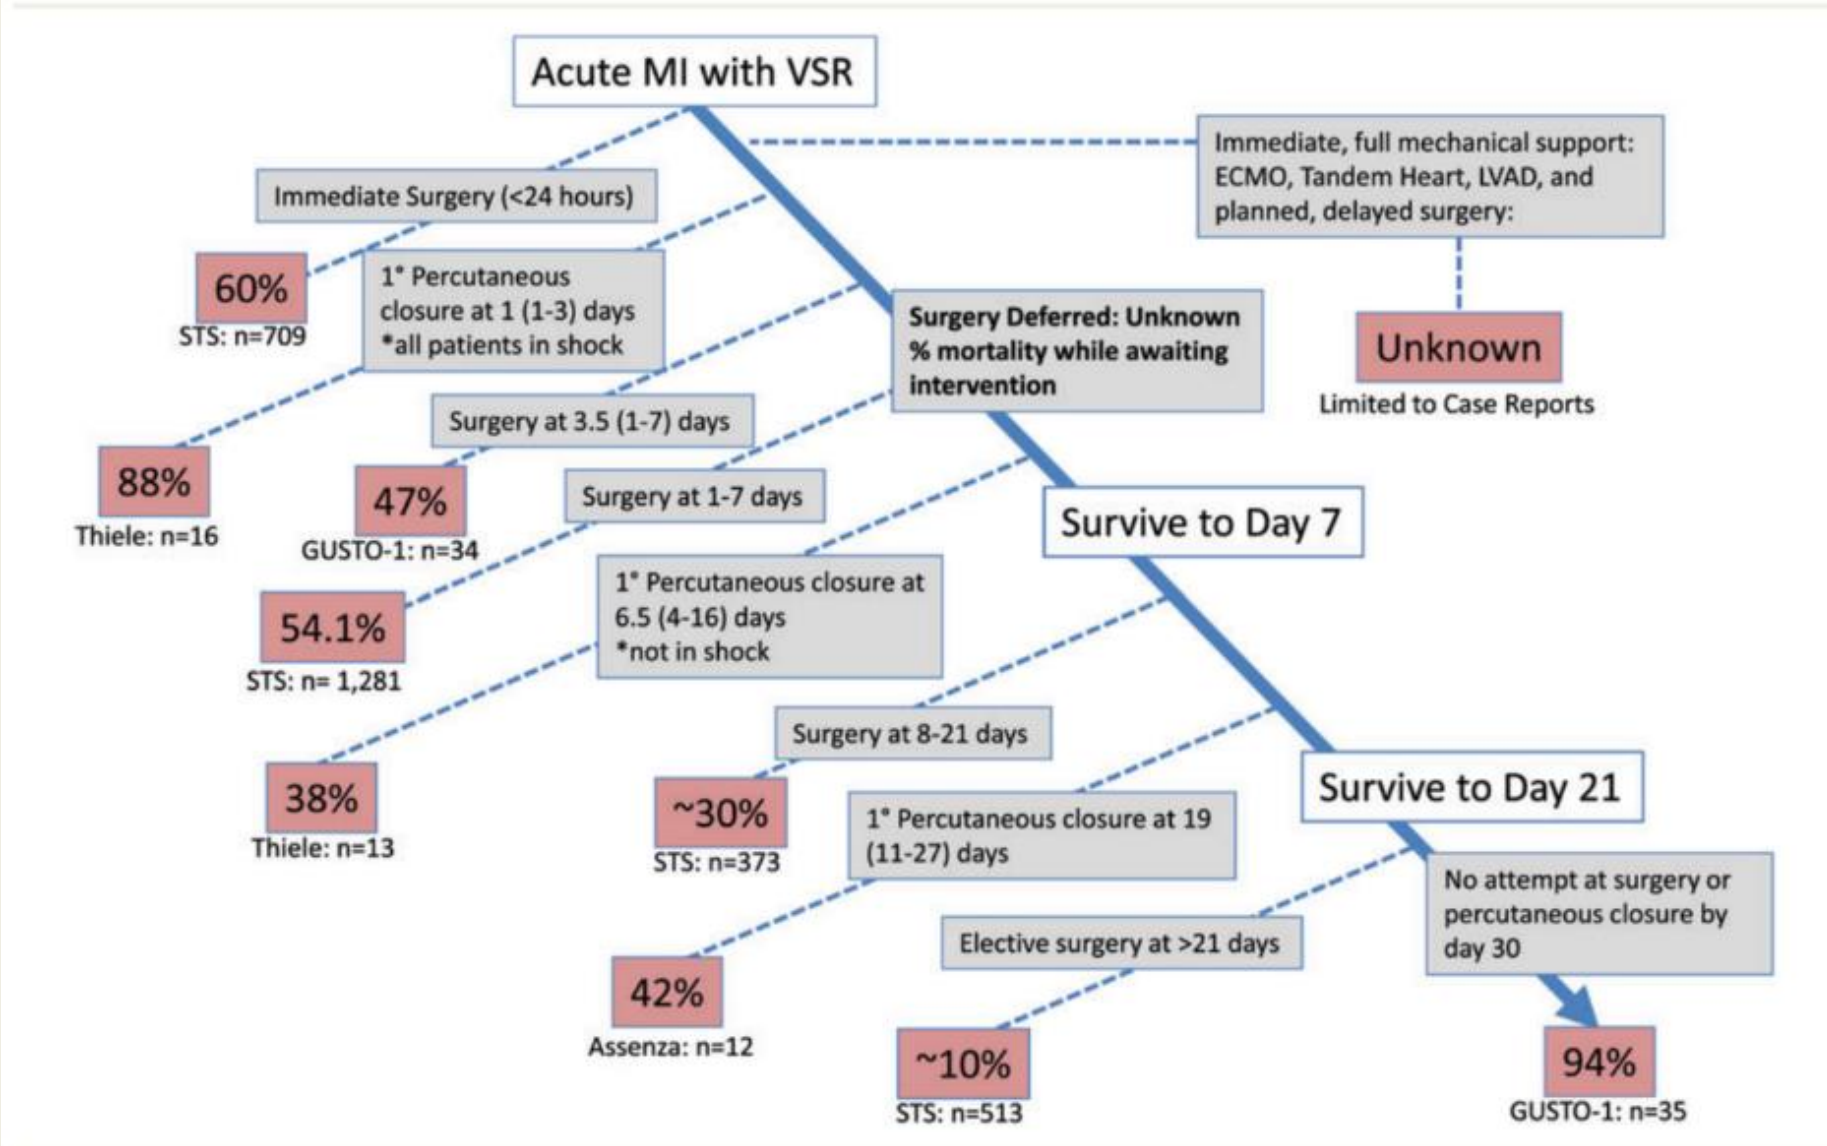 Acute MI with VSR
Immediate, full mechanical support:
ECMO, Tandem Heart, LVAD, and
planned, delayed surgery:
Immediate Surgery (<24 hours)
60%
STS: n=709
1° Percutaneous
closure at 1 (1-3) days
*all patients in shock
Surgery Deferred: Unknown
% mortality while awaiting
intervention
Unknown
Limited to Case Reports
88%
Thiele: n=16
Surgery at 3.5 (1-7) days
47%
GUSTO-1: n=34
Surgery at 1-7 days
54.1%
STS: n= 1,281
Survive to Day 7
1° Percutaneous closure at
6.5 (4-16) days
*not in shock
38%
Thiele: n=13
Surgery at 8-21 days
~30%
STS: n=373
Survive to Day 21
1° Percutaneous closure at 19
(11-27) days
42%
Assenza: n=12
Elective surgery at >21 days
~10%
STS: n=513
No attempt at surgery or
percutaneous closure by
day 30
94%
GUSTO-1: n=35